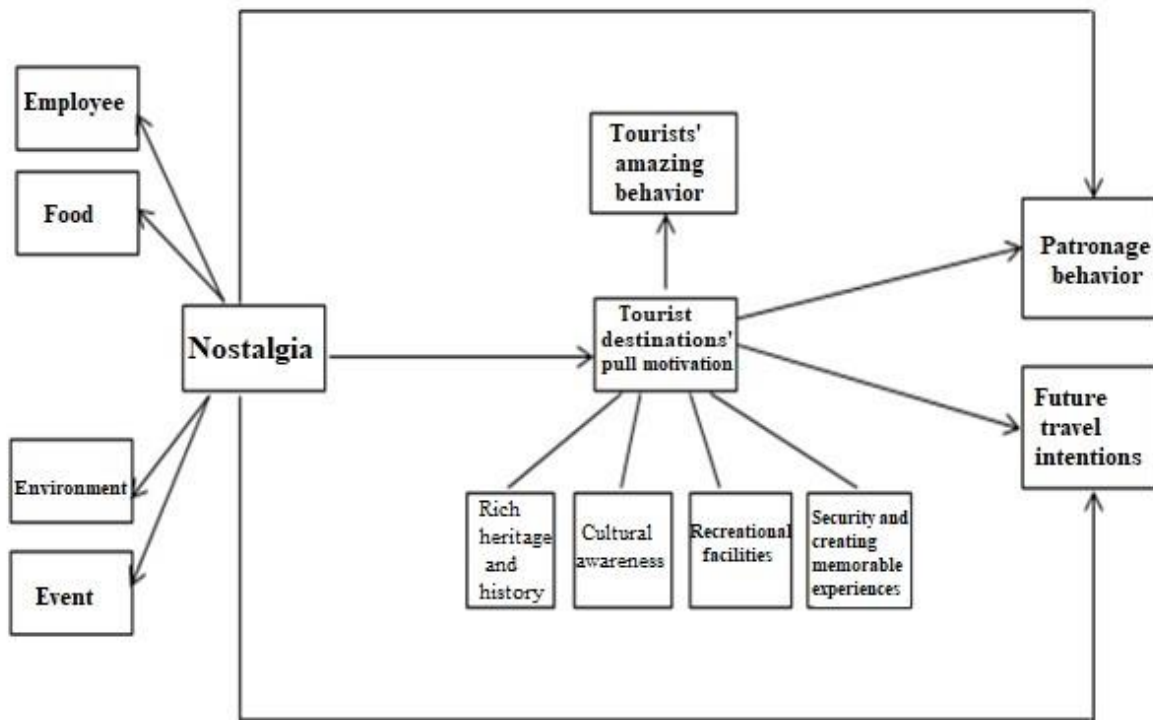 Employee
Food
Nostalgia
Environment
Event
Tourists'
amazing
behavior
Tourist
destinations'
pull motivation
Rich
heritage
and
history
Cultural
awareness
Recreational
facilities
Security and
creating
memorable
experiences
Patronage
behavior
Future
travel
intentions